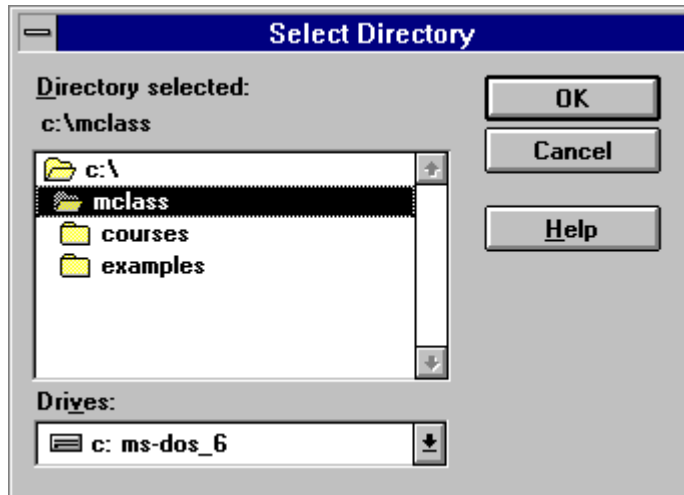 Select Directory
Directory selected:
c:\mclass
c:\
mclass
courses
examples
Drives:
c: ms-dos_6
OK
Cancel
Help